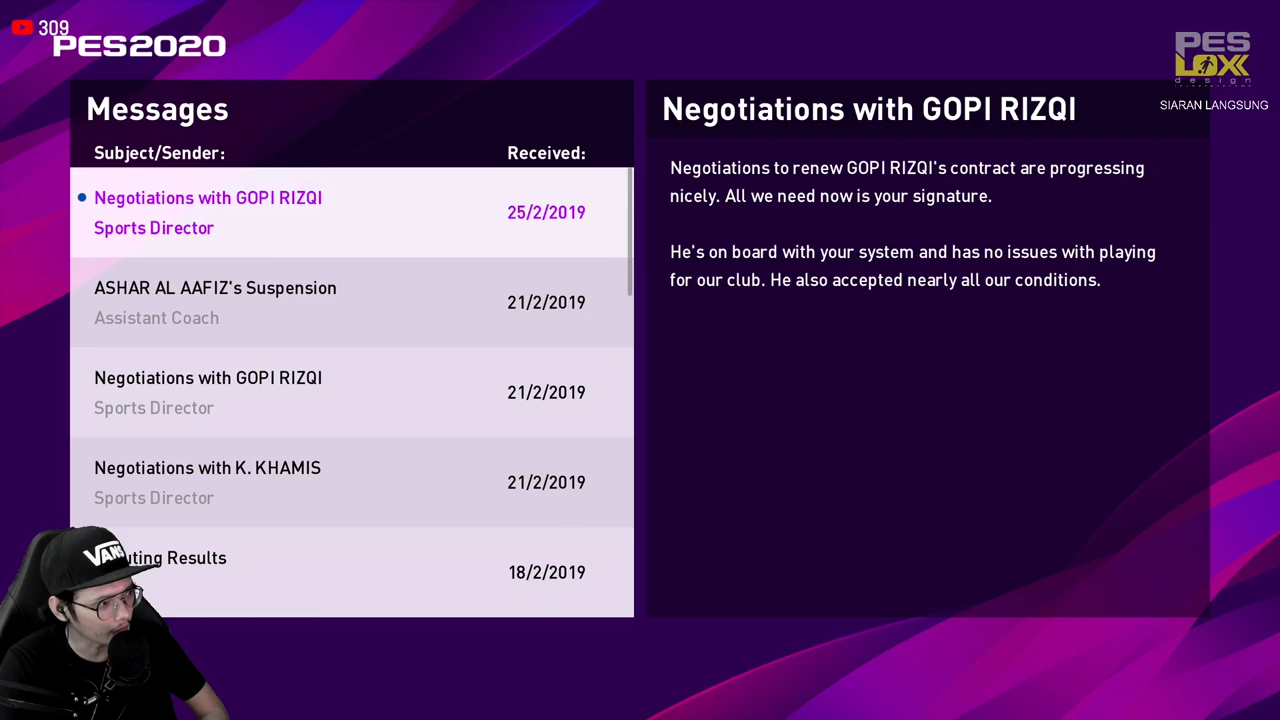 309
PES2020
PES
LOXX
design
SIARAN LANGSUNG
Messages
Subject/Sender:
Received:
Negotiations with GOPI RIZQI
Sports Director
25/2/2019
ASHAR AL AAFIZ's Suspension
Assistant Coach
21/2/2019
Negotiations with GOPI RIZQI
Sports Director
21/2/2019
Negotiations with K. KHAMIS
Sports Director
21/2/2019
uting Results
18/2/2019
Negotiations with GOPI RIZQI
Negotiations to renew GOPI RIZQI's contract are progressing
nicely. All we need now is your signature.
He's on board with your system and has no issues with playing
for our club. He also accepted nearly all our conditions.
VANS